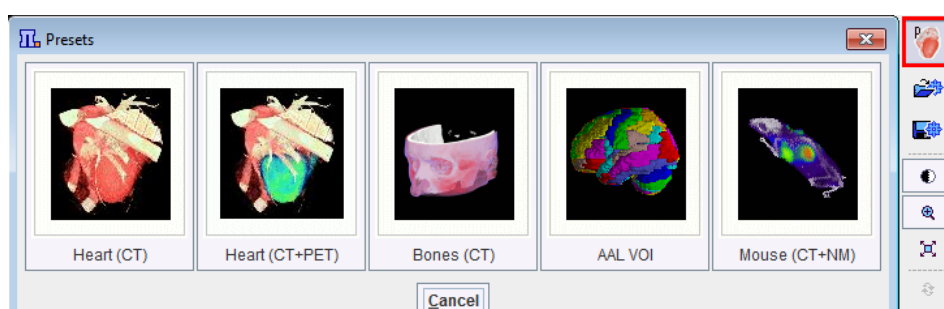 Presets
P
Heart (CT)
Heart (CT+PET)
Bones (CT)
AAL VOI
Mouse (CT+NM)
Cancel